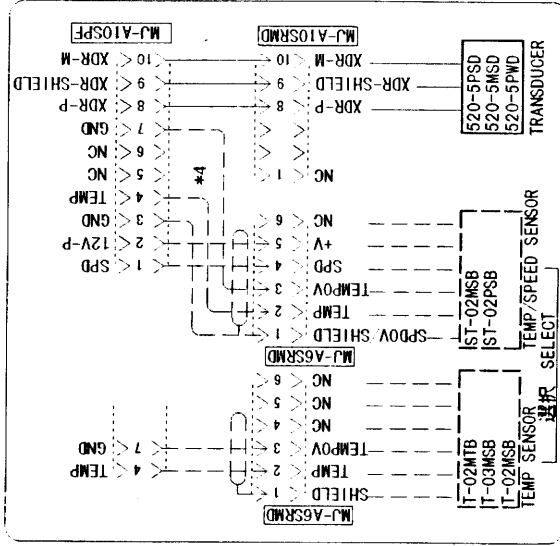 MJ-A10SPF
XDR-M 10
XDR-SHIELD 9
XDR-P 8
GND 7
NC 6
NC 5
TEMP 4
GND 3
12V-P 2
SPD 1
*4
MJ-A10SRMD
10 XDR-M
9 XDR-SHIELD
8 XDR-P
1 NC
520-5PSD
520-5MSD
520-5PWD
TRANSDUCER
6 NC
5 +V
4 SPD
3 TEMP0V
2 TEMP
1 SPD0V/SHIELD
MJ-A6SRMD
ST-02MSB
ST-02PSB
TEMP/SPEED SENSOR
選択 SELECT
GND 7
TEMP 4
6 NC
5 NC
4 NC
3 TEMP0V
2 TEMP
1 SHIELD
MJ-A6SRMD
T-02MTB
T-03MSB
T-02MSB
TEMP SENSOR